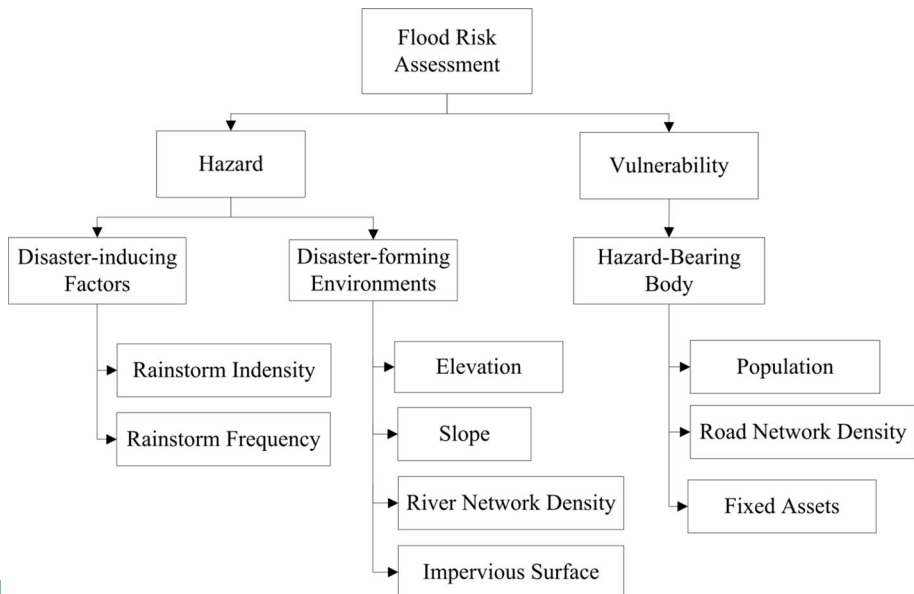 Flood Risk
Assessment
Hazard
Vulnerability
Disaster-inducing
Factors
Disaster-forming
Environments
Hazard-Bearing
Body
Rainstorm Indensity
Rainstorm Frequency
Elevation
Slope
River Network Density
Impervious Surface
Population
Road Network Density
Fixed Assets